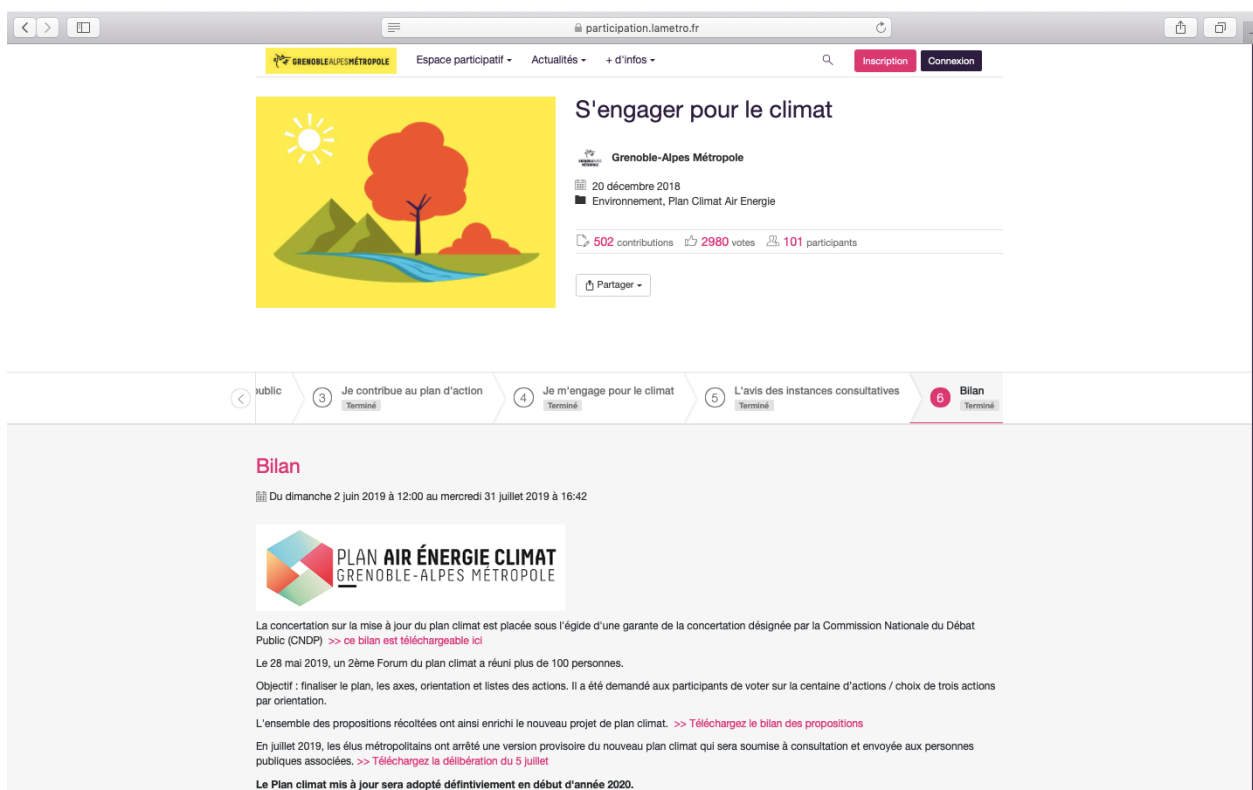 participation.lametro.fr
GRENOBLEALPESMÉTROPOLE Espace participatif Actualités + d'infos Inscription Connexion
S'engager pour le climat
Grenoble-Alpes Métropole
20 décembre 2018
Environnement, Plan Climat Air Energie
502 contributions 2980 votes 101 participants
Partager
public 3 Je contribue au plan d'action 4 Je m'engage pour le climat 5 L'avis des instances consultatives 6 Bilan
Terminé Terminé Terminé Terminé
Bilan
Du dimanche 2 juin 2019 à 12:00 au mercredi 31 juillet 2019 à 16:42
PLAN AIR ÉNERGIE CLIMAT
GRENOBLE-ALPES MÉTROPOLE
La concertation sur la mise à jour du plan climat est placée sous l'égide d'une garante de la concertation désignée par la Commission Nationale du Débat
Public (CNDP) >> ce bilan est téléchargeable ici
Le 28 mai 2019, un 2ème Forum du plan climat a réuni plus de 100 personnes.
Objectif : finaliser le plan, les axes, orientation et listes des actions. Il a été demandé aux participants de voter sur la centaine d'actions / choix de trois actions
par orientation.
L'ensemble des propositions récoltées ont ainsi enrichi le nouveau projet de plan climat. >> Téléchargez le bilan des propositions
En juillet 2019, les élus métropolitains ont arrêté une version provisoire du nouveau plan climat qui sera soumise à consultation et envoyée aux personnes
publiques associées. >> Téléchargez la délibération du 5 juillet
Le Plan climat mis à jour sera adopté défintiviement en début d'année 2020.